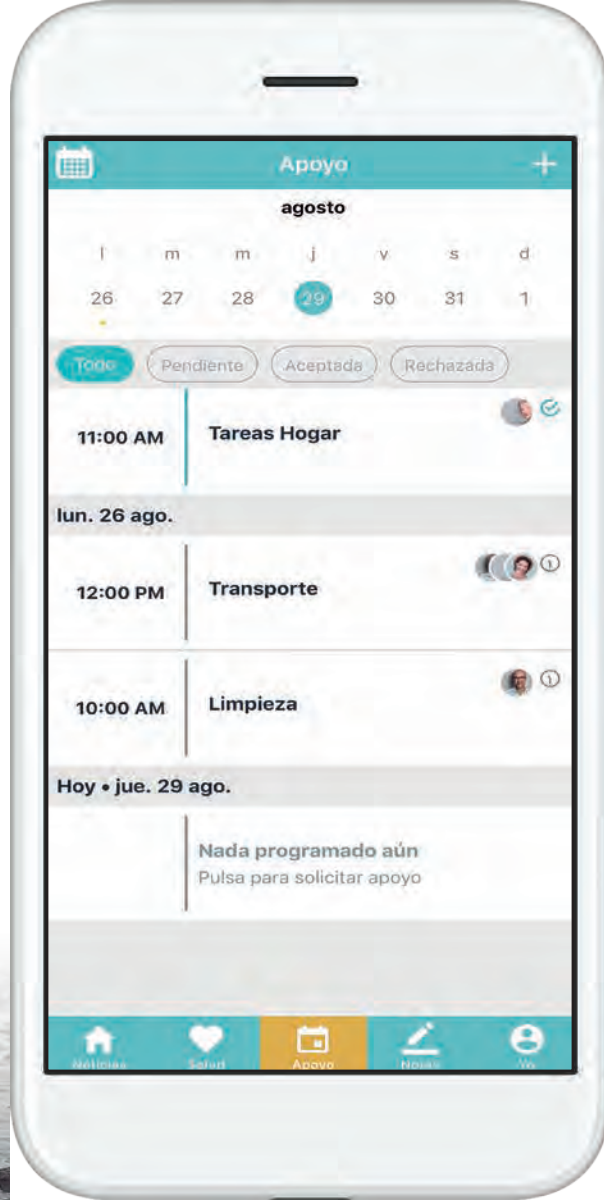 Apoyo
agosto
l m m j v s d
26 27 28 29 30 31 1
Todo Pendiente Aceptada Rechazada
11:00 AM Tareas Hogar
lun. 26 ago.
12:00 PM Transporte
10:00 AM Limpieza
Hoy • jue. 29 ago.
Nada programado aún
Pulsa para solicitar apoyo
Noticias Salud Apoyo Notas Yo